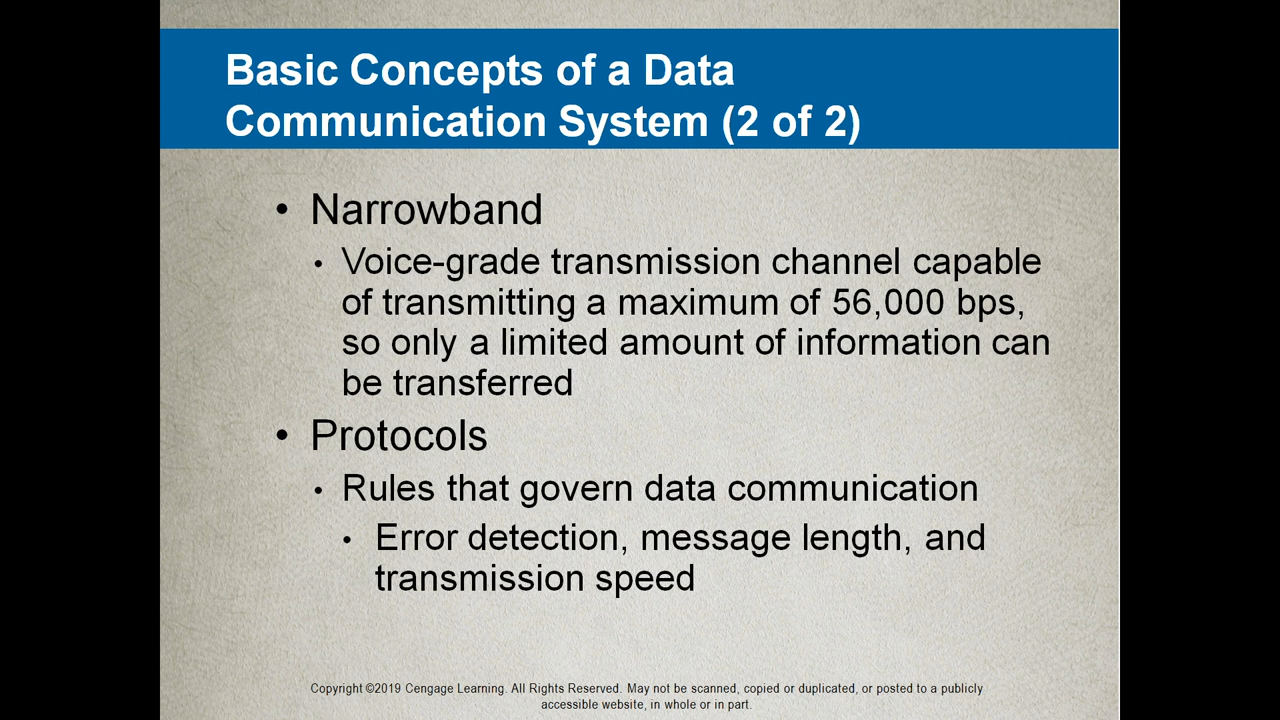 Basic Concepts of a Data
Communication System (2 of 2)
• Narrowband
• Voice-grade transmission channel capable
of transmitting a maximum of 56,000 bps,
so only a limited amount of information can
be transferred
• Protocols
• Rules that govern data communication
• Error detection, message length, and
transmission speed
Copyright ©2019 Cengage Learning. All Rights Reserved. May not be scanned, copied or duplicated, or posted to a publicly
accessible website, in whole or in part.